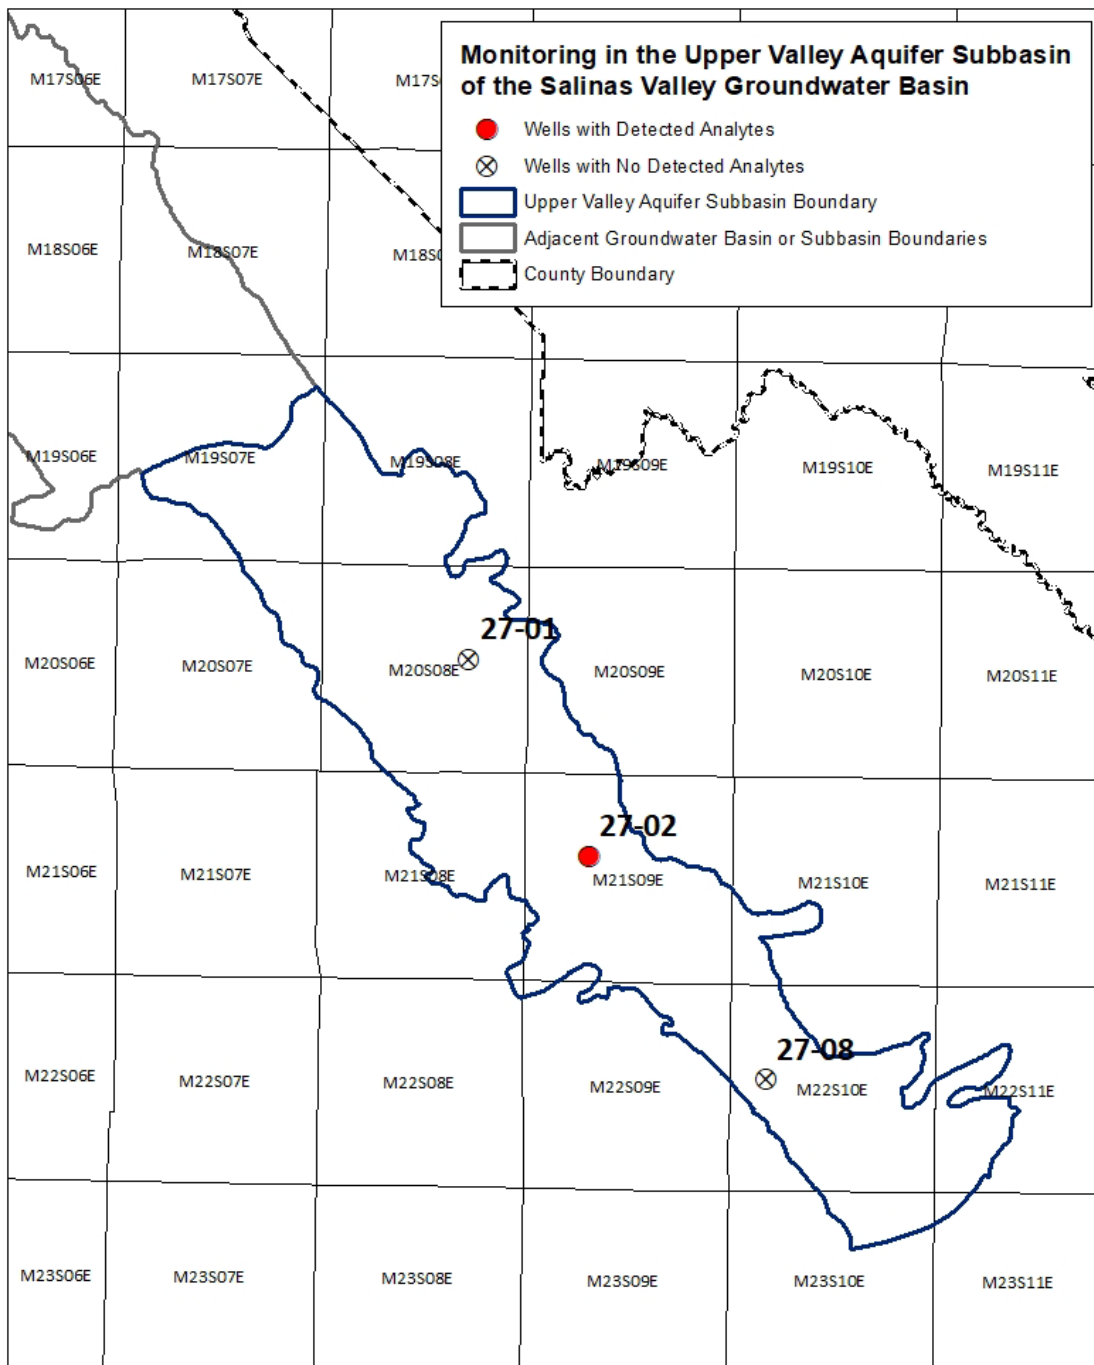 Monitoring in the Upper Valley Aquifer Subbasin
of the Salinas Valley Groundwater Basin
Wells with Detected Analytes
Wells with No Detected Analytes
Upper Valley Aquifer Subbasin Boundary
Adjacent Groundwater Basin or Subbasin Boundaries
County Boundary
M17S06E M17S07E M17S
M18S06E M18S07E M18S
M19S06E M19S07E M19S08E M19S09E M19S10E M19S11E
27-01
M20S06E M20S07E M20S08E M20S09E M20S10E M20S11E
27-02
M21S06E M21S07E M21S08E M21S09E M21S10E M21S11E
27-08
M22S06E M22S07E M22S08E M22S09E M22S10E M22S11E
M23S06E M23S07E M23S08E M23S09E M23S10E M23S11E